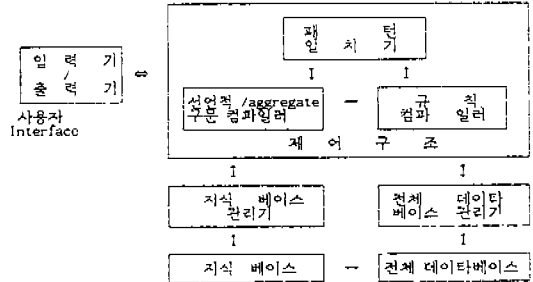 패 턴
일 치 기
입 력 기
/
출 력 기
사용자
Interface
선언적 /aggregate
구문 컴파일러
규 칙
컴파 일러
제 어 구 조
지식 베이스
관리기
전체 데이타
베이스 관리기
지식 베이스
전체 데이타베이스